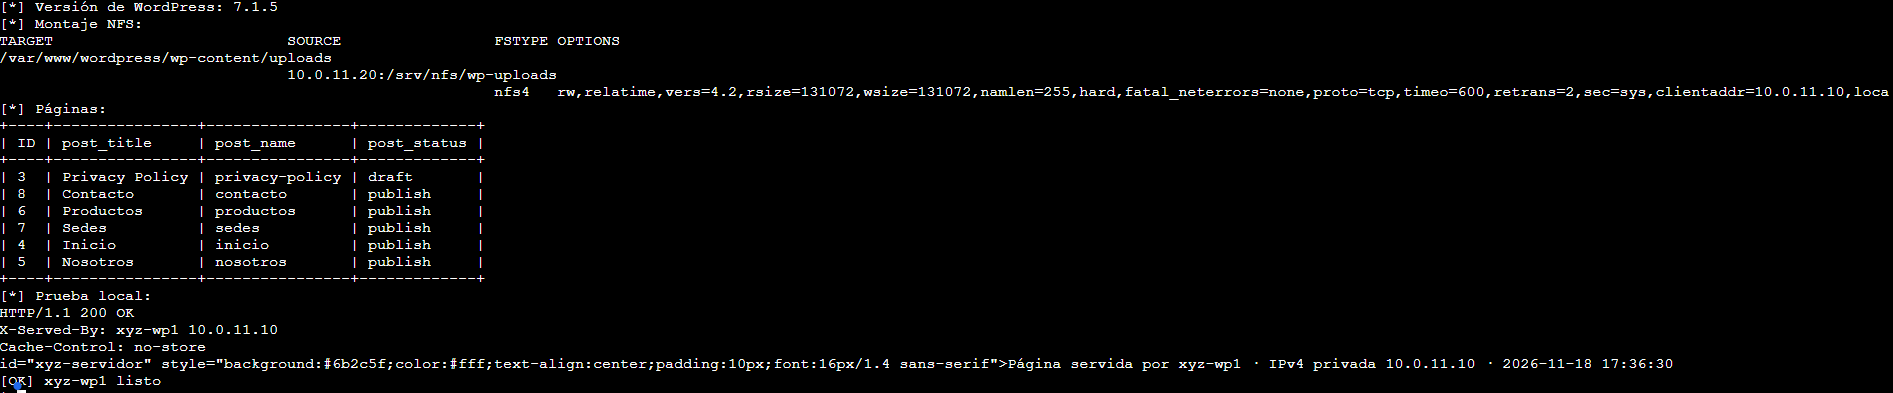 [*] Versión de WordPress: 7.1.5
[*] Montaje NFS:
TARGET SOURCE FSTYPE OPTIONS
/var/www/wordpress/wp-content/uploads
10.0.11.20:/srv/nfs/wp-uploads
nfs4 rw,relatime,vers=4.2,rsize=131072,wsize=131072,namlen=255,hard,fatal_neterrors=none,proto=tcp,timeo=600,retrans=2,sec=sys,clientaddr=10.0.11.10,loca
[*] Páginas:
+----+----------------+----------------+-------------+
| ID | post_title | post_name | post_status |
+----+----------------+----------------+-------------+
| 3 | Privacy Policy | privacy-policy | draft |
| 8 | Contacto | contacto | publish |
| 6 | Productos | productos | publish |
| 7 | Sedes | sedes | publish |
| 4 | Inicio | inicio | publish |
| 5 | Nosotros | nosotros | publish |
+----+----------------+----------------+-------------+
[*] Prueba local:
HTTP/1.1 200 OK
X-Served-By: xyz-wp1 10.0.11.10
Cache-Control: no-store
id="xyz-servidor" style="background:#6b2c5f;color:#fff;text-align:center;padding:10px;font:16px/1.4 sans-serif">Página servida por xyz-wp1 · IPv4 privada 10.0.11.10 · 2026-11-18 17:36:30
[OK] xyz-wp1 listo